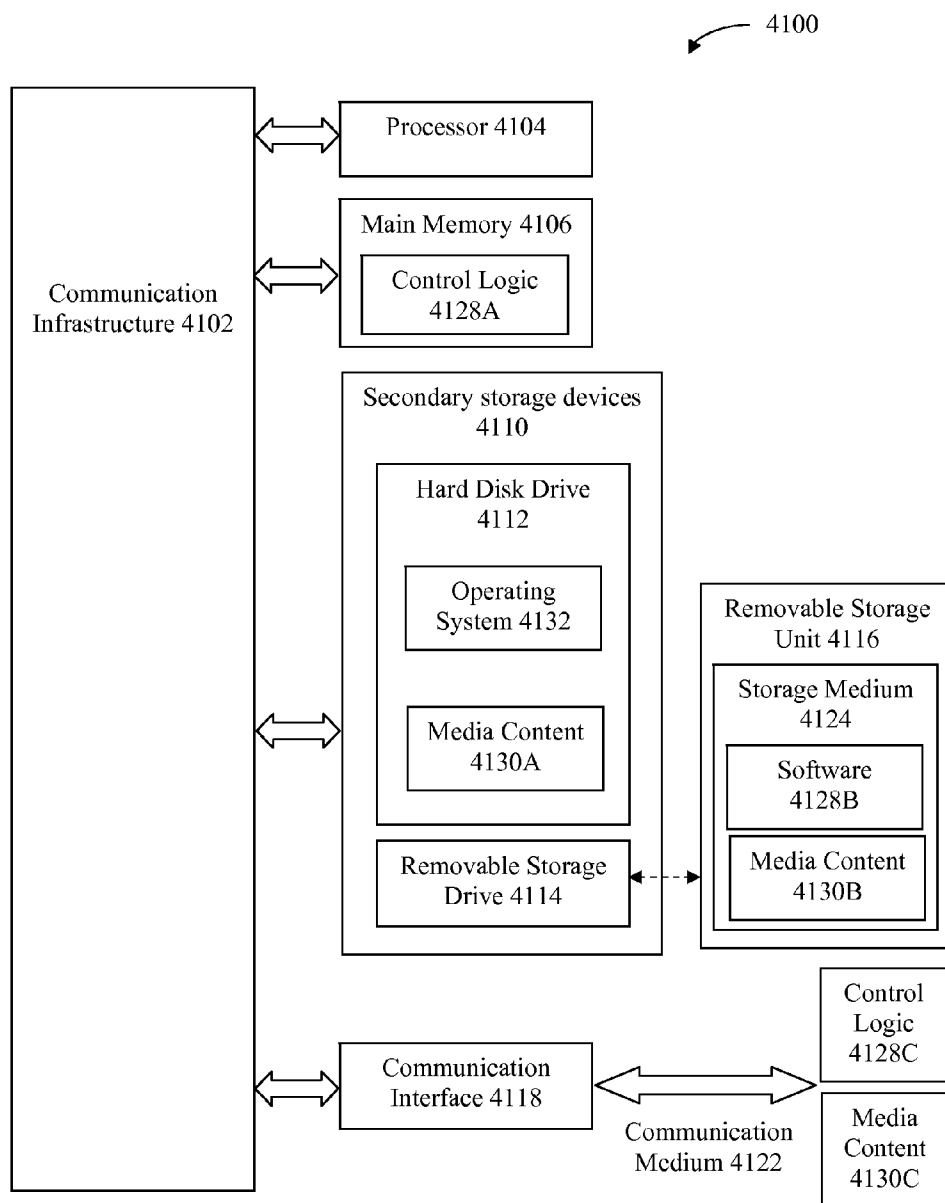 4100
Communication
Infrastructure 4102
Processor 4104
Main Memory 4106
Control Logic
4128A
Secondary storage devices
4110
Hard Disk Drive
4112
Operating
System 4132
Media Content
4130A
Removable Storage
Drive 4114
Removable Storage
Unit 4116
Storage Medium
4124
Software
4128B
Media Content
4130B
Communication
Interface 4118
Communication
Medium 4122
Control
Logic
4128C
Media
Content
4130C